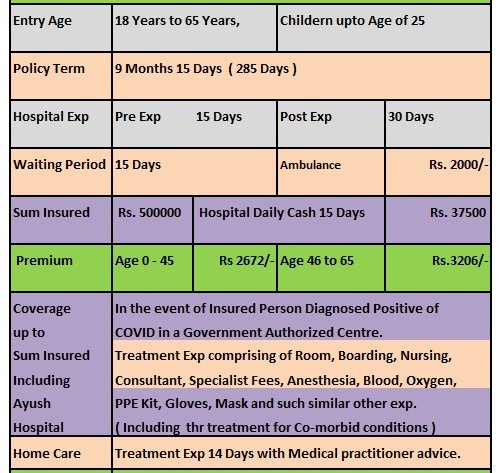 Entry Age 18 Years to 65 Years, Childern upto Age of 25
Policy Term 9 Months 15 Days ( 285 Days )
Hospital Exp Pre Exp 15 Days Post Exp 30 Days
Waiting Period 15 Days Ambulance Rs. 2000/-
Sum Insured Rs. 500000 Hospital Daily Cash 15 Days Rs. 37500
Premium Age 0 - 45 Rs 2672/- Age 46 to 65 Rs.3206/-
Coverage In the event of Insured Person Diagnosed Positive of
up to COVID in a Government Authorized Centre.
Sum Insured Treatment Exp comprising of Room, Boarding, Nursing,
Including Consultant, Specialist Fees, Anesthesia, Blood, Oxygen,
Ayush PPE Kit, Gloves, Mask and such similar other exp.
Hospital ( Including thr treatment for Co-morbid conditions )
Home Care Treatment Exp 14 Days with Medical practitioner advice.